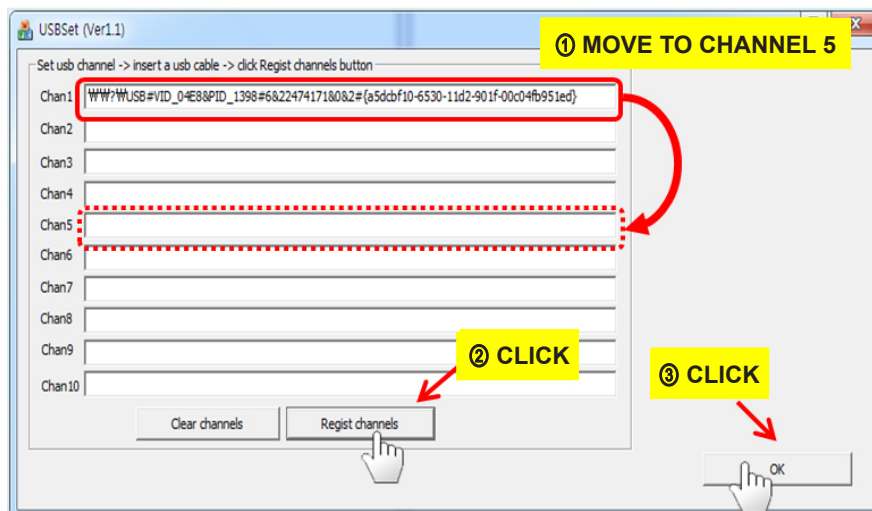 USBSet (Ver1.1)
① MOVE TO CHANNEL 5
Set usb channel -> insert a usb cable -> click Regist channels button
Chan1 ₩₩?₩USB#VID_04E8&PID_1398#6&22474171&0&2#{a5dcbf10-6530-11d2-901f-00c04fb951ed}
Chan2
Chan3
Chan4
Chan5
Chan6
Chan7
Chan8
Chan9
② CLICK
③ CLICK
Chan10
Clear channels
Regist channels
OK